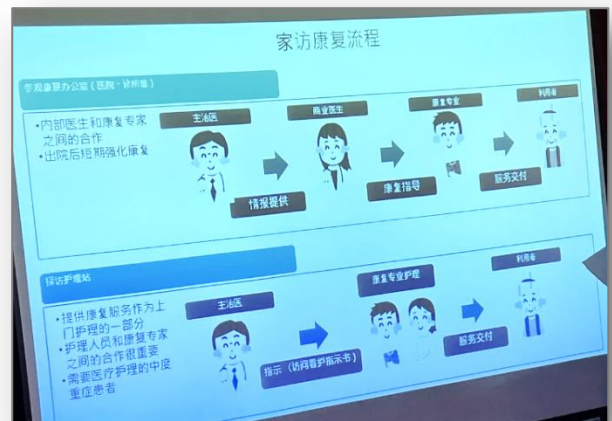 家访康复流程
参观康复办公室（医院·诊所等）
•内部医生和康复专家
之间的合作
•出院后短期强化康复
主治医
商业医生
康复专业
利用者
情报提供
康复指导
服务交付
探访护理站
•提供康复服务作为上
门护理的一部分
•护理人员和康复专家
之间的合作很重要
•需要医疗护理的中度
重症患者
主治医
康复专业护理
利用者
指示（访问看护指示书）
服务交付